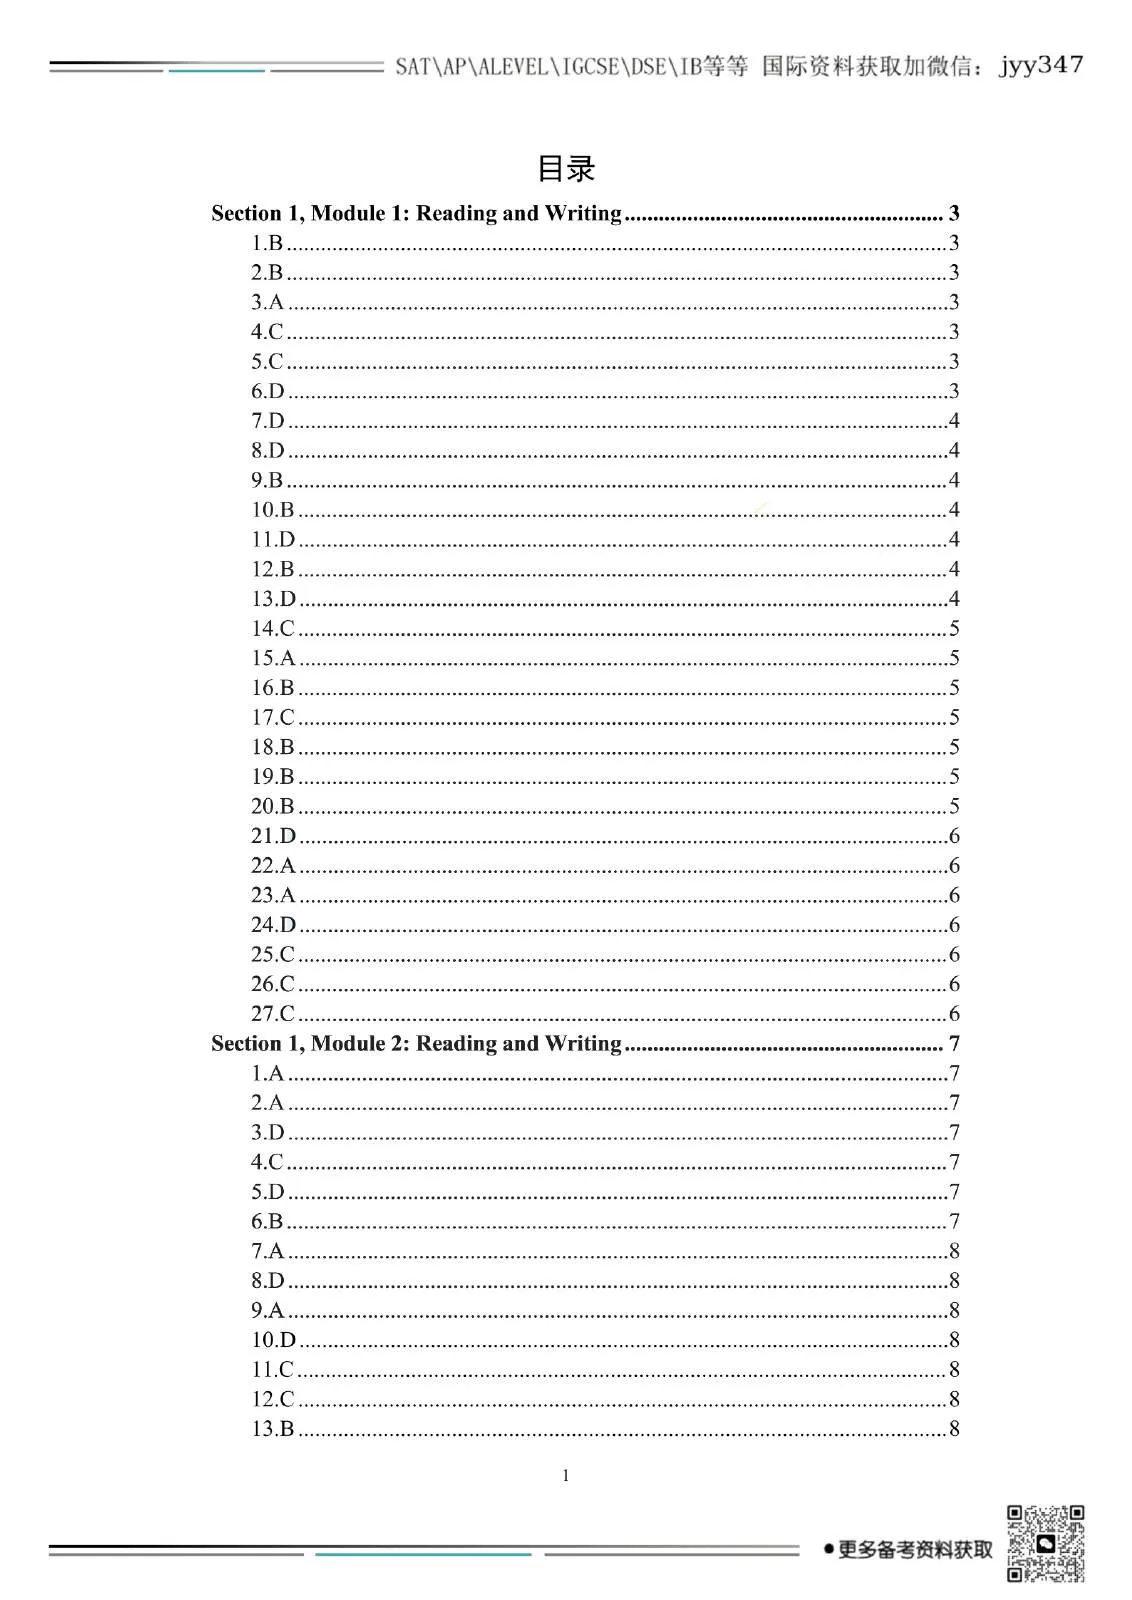 SAT\AP\ALEVEL\IGCSE\DSE\IB等等 国际资料获取加微信：jyy347
目录
Section 1, Module 1: Reading and Writing........................................................ 3
1.B....................................................................................................................3
2.B....................................................................................................................3
3.A....................................................................................................................3
4.C....................................................................................................................3
5.C....................................................................................................................3
6.D....................................................................................................................3
7.D....................................................................................................................4
8.D....................................................................................................................4
9.B....................................................................................................................4
10.B..................................................................................................................4
11.D..................................................................................................................4
12.B..................................................................................................................4
13.D..................................................................................................................4
14.C..................................................................................................................5
15.A..................................................................................................................5
16.B..................................................................................................................5
17.C..................................................................................................................5
18.B..................................................................................................................5
19.B..................................................................................................................5
20.B..................................................................................................................5
21.D..................................................................................................................6
22.A..................................................................................................................6
23.A..................................................................................................................6
24.D..................................................................................................................6
25.C..................................................................................................................6
26.C..................................................................................................................6
27.C..................................................................................................................6
Section 1, Module 2: Reading and Writing........................................................ 7
1.A....................................................................................................................7
2.A....................................................................................................................7
3.D....................................................................................................................7
4.C....................................................................................................................7
5.D....................................................................................................................7
6.B....................................................................................................................7
7.A....................................................................................................................8
8.D....................................................................................................................8
9.A....................................................................................................................8
10.D..................................................................................................................8
11.C..................................................................................................................8
12.C..................................................................................................................8
13.B..................................................................................................................8
1
●更多备考资料获取